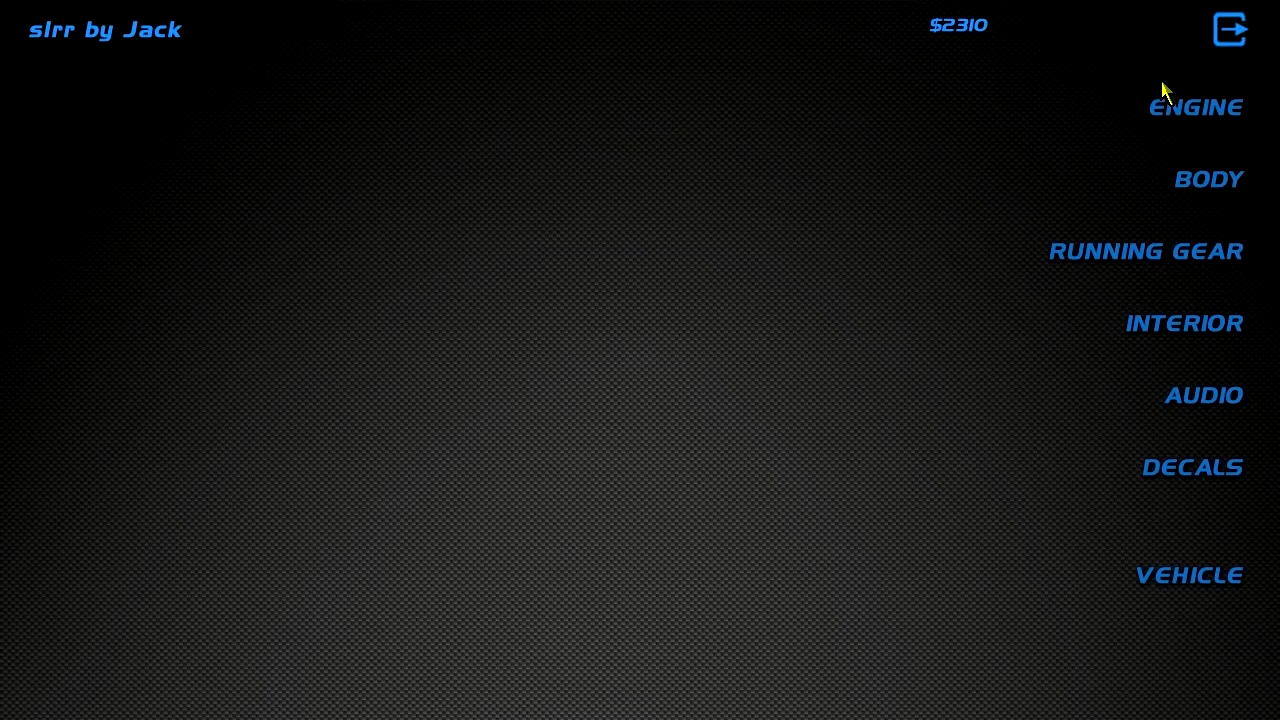 slrr by Jack
$2310
ENGINE
BODY
RUNNING GEAR
INTERIOR
AUDIO
DECALS
VEHICLE